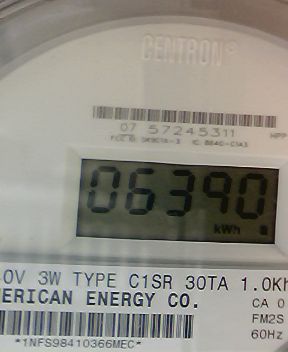 CENTRON®
07 57245311
06390
kWh
0V 3W TYPE C1SR 30TA 1.0Kh
ERICAN ENERGY CO.
CA 0
FM2S
60Hz
*1NFS98410366MEC*